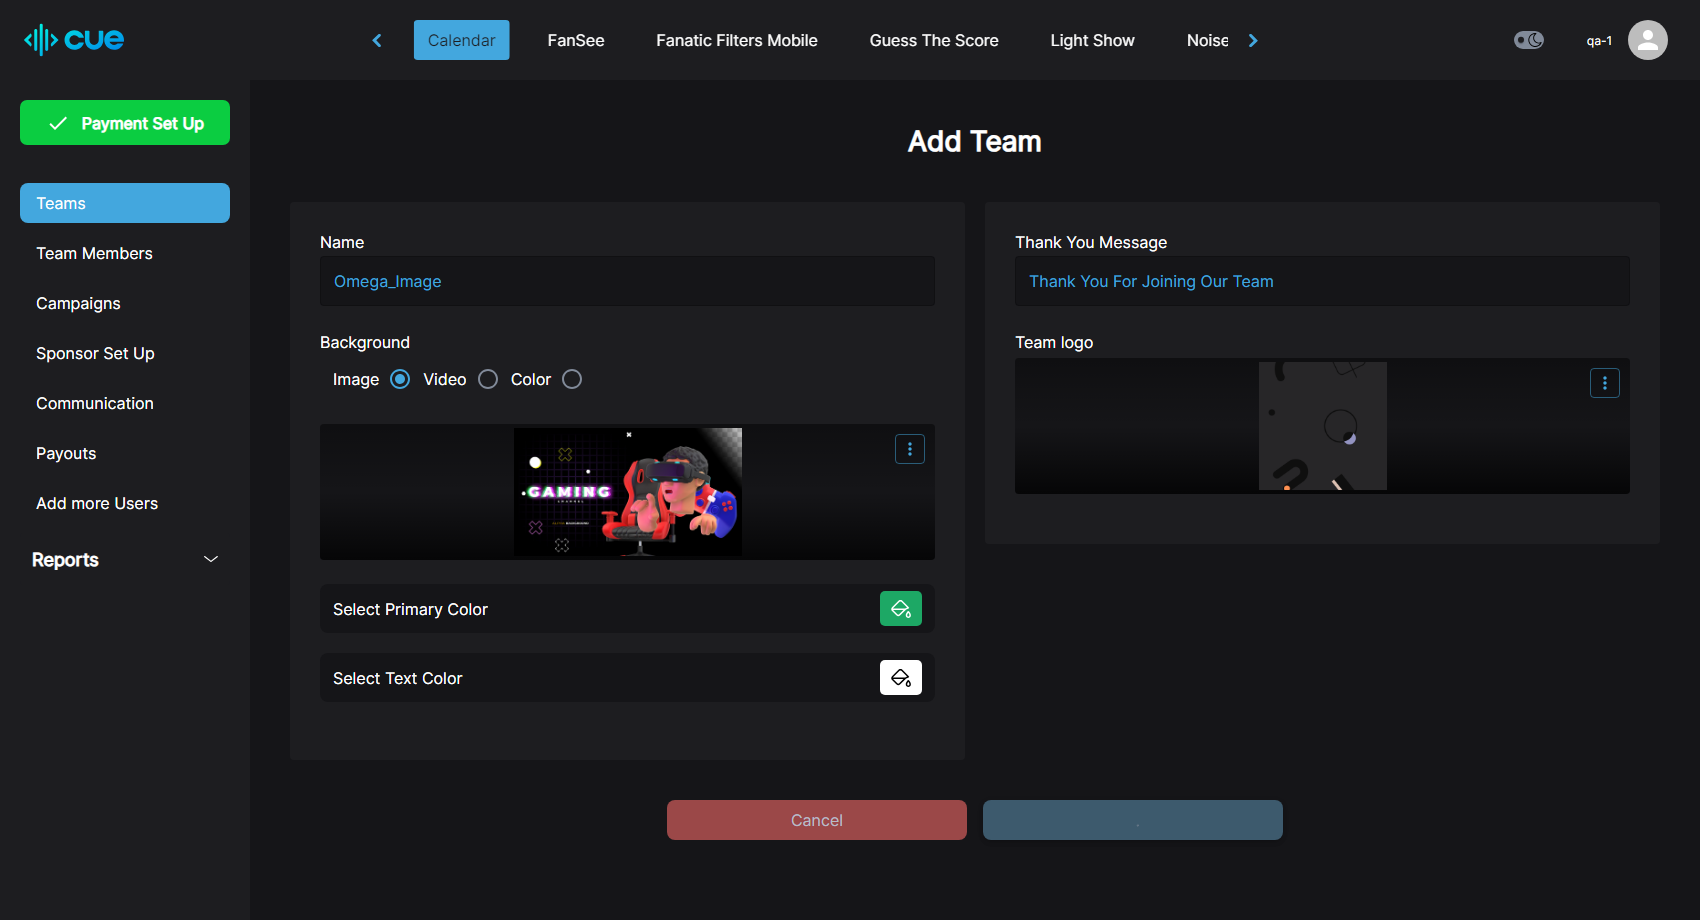 cue
Calendar
FanSee
Fanatic Filters Mobile
Guess The Score
Light Show
Noise
qa-1
Payment Set Up
Teams
Team Members
Campaigns
Sponsor Set Up
Communication
Payouts
Add more Users
Reports
Add Team
Name
Omega_Image
Background
Image
Video
Color
GAMING
Select Primary Color
Select Text Color
Thank You Message
Thank You For Joining Our Team
Team logo
Cancel
.